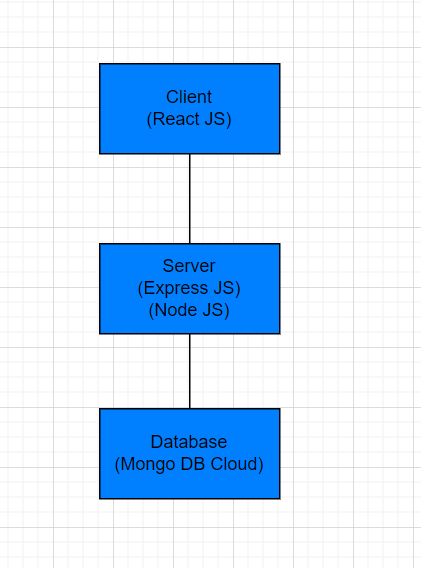 Client
(React JS)
Server
(Express JS)
(Node JS)
Database
(Mongo DB Cloud)